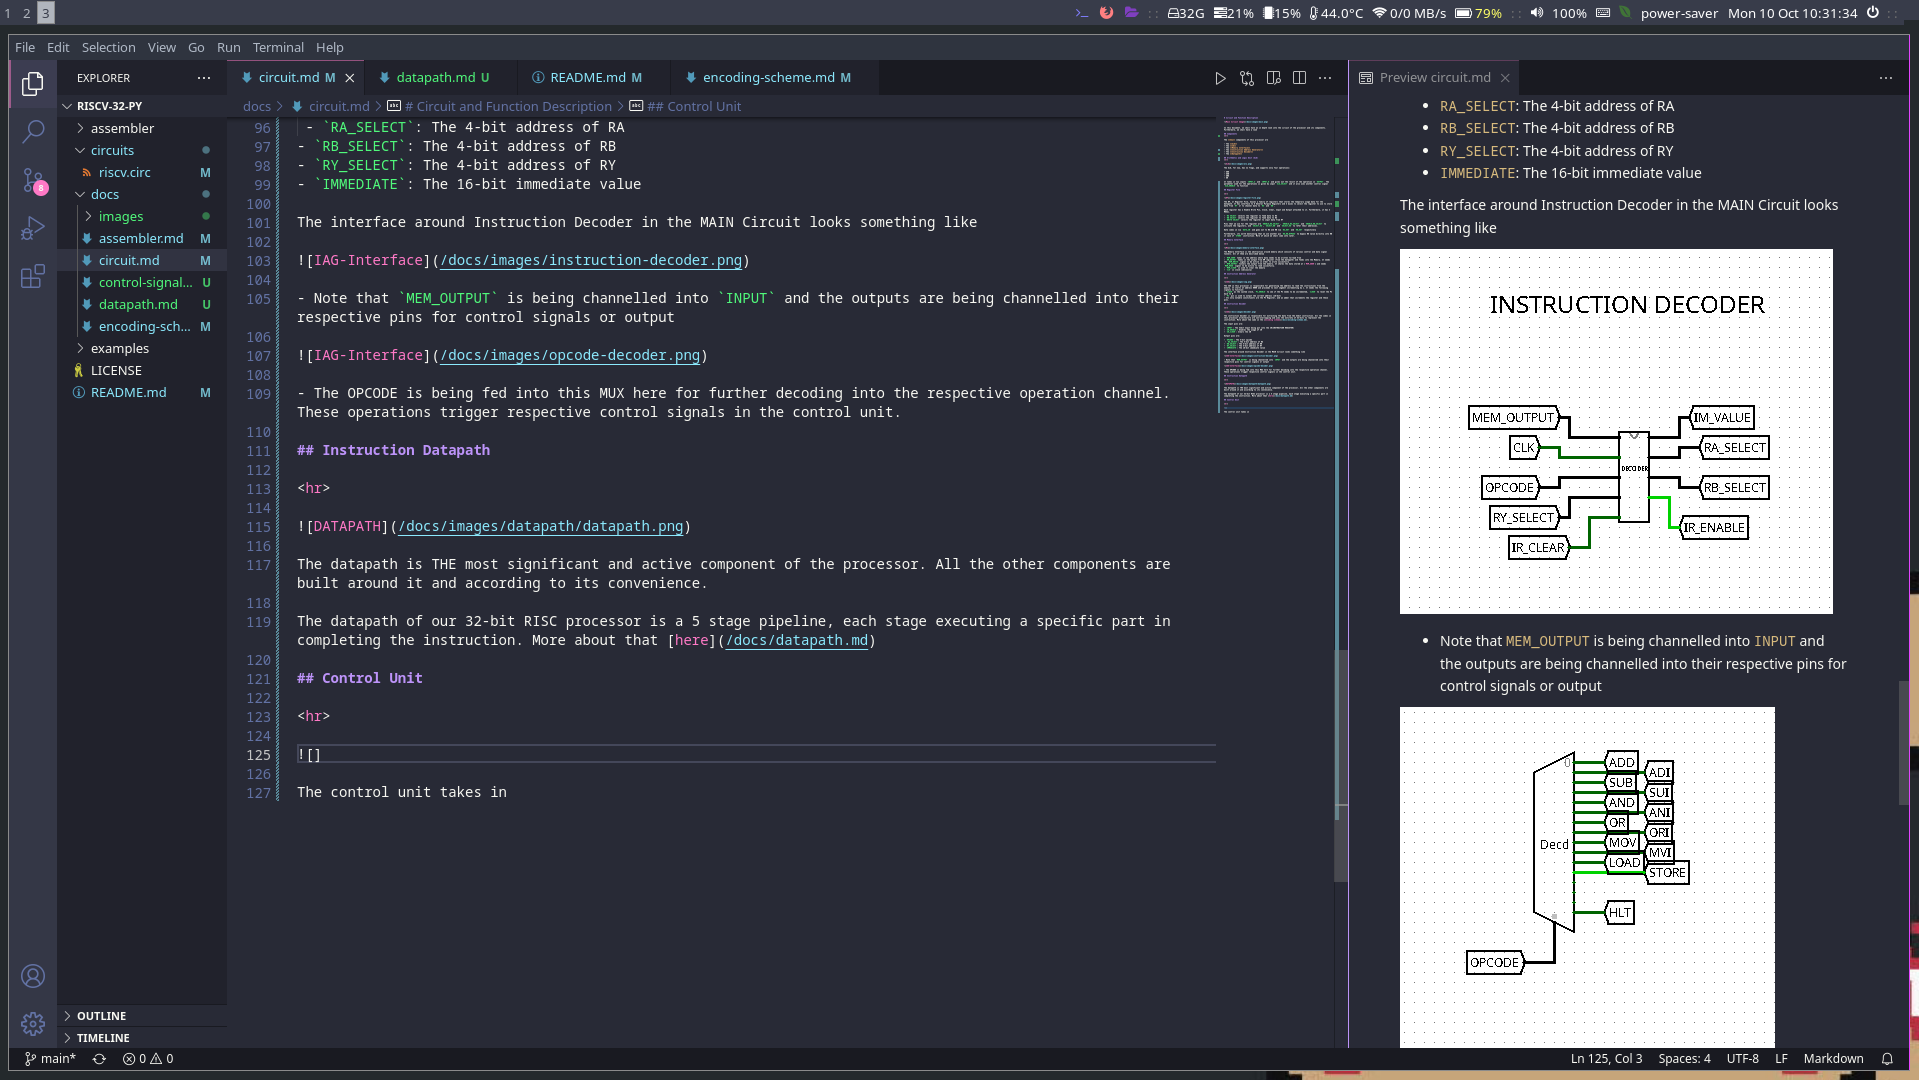 1 2 3
32G 21% 15% 44.0°C 0/0 MB/s 79% 100% power-saver Mon 10 Oct 10:31:34
File Edit Selection View Go Run Terminal Help
EXPLORER
RISCV-32-PY
assembler
circuits
riscv.circ M
docs
images
assembler.md M
circuit.md M
control-signal... U
datapath.md U
encoding-sch... M
examples
LICENSE
README.md M
OUTLINE
TIMELINE
8
circuit.md M
datapath.md U
README.md M
encoding-scheme.md M
docs > circuit.md > # Circuit and Function Description > ## Control Unit
96 - `RA_SELECT`: The 4-bit address of RA
97 - `RB_SELECT`: The 4-bit address of RB
98 - `RY_SELECT`: The 4-bit address of RY
99 - `IMMEDIATE`: The 16-bit immediate value
100
101 The interface around Instruction Decoder in the MAIN Circuit looks something like
102
103 ![IAG-Interface](/docs/images/instruction-decoder.png)
104
105 - Note that `MEM_OUTPUT` is being channelled into `INPUT` and the outputs are being channelled into their
respective pins for control signals or output
106
107 ![IAG-Interface](/docs/images/opcode-decoder.png)
108
109 - The OPCODE is being fed into this MUX here for further decoding into the respective operation channel.
These operations trigger respective control signals in the control unit.
110
111 ## Instruction Datapath
112
113 <hr>
114
115 ![DATAPATH](/docs/images/datapath/datapath.png)
116
117 The datapath is THE most significant and active component of the processor. All the other components are
built around it and according to its convenience.
118
119 The datapath of our 32-bit RISC processor is a 5 stage pipeline, each stage executing a specific part in
completing the instruction. More about that [here](/docs/datapath.md)
120
121 ## Control Unit
122
123 <hr>
124
125 ![]
126
127 The control unit takes in
Preview circuit.md
RA_SELECT: The 4-bit address of RA
RB_SELECT: The 4-bit address of RB
RY_SELECT: The 4-bit address of RY
IMMEDIATE: The 16-bit immediate value
The interface around Instruction Decoder in the MAIN Circuit looks
something like
INSTRUCTION DECODER
MEM_OUTPUT
IM_VALUE
CLK
RA_SELECT
DECODER
OPCODE
RB_SELECT
RY_SELECT
IR_ENABLE
IR_CLEAR
Note that MEM_OUTPUT is being channelled into INPUT and
the outputs are being channelled into their respective pins for
control signals or output
0
ADD
ADI
SUB
SUI
AND
ANI
OR
ORI
Decd
MOV
MVI
LOAD
STORE
HLT
OPCODE
main* 0 0
Ln 125, Col 3 Spaces: 4 UTF-8 LF Markdown